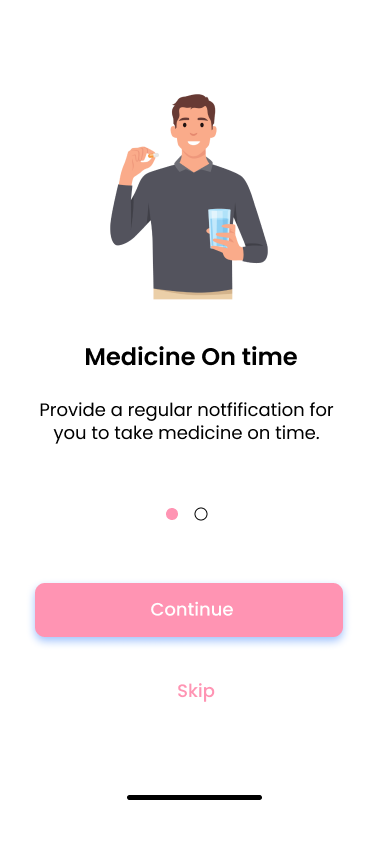 Medicine On time
Provide a regular notfification for
you to take medicine on time.
Continue
Skip